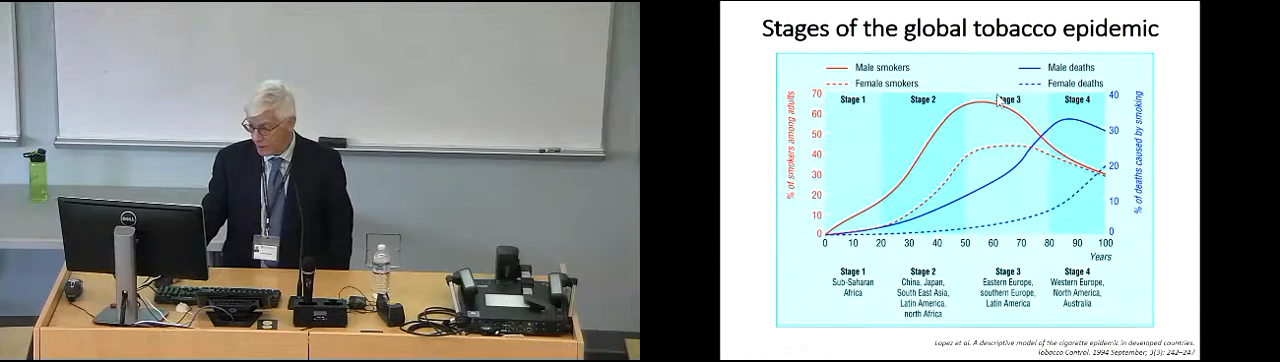 DELL
Stages of the global tobacco epidemic
Male smokers
Female smokers
Male deaths
Female deaths
% of smokers among adults
% of deaths caused by smoking
70
60
50
40
30
20
10
0
40
30
20
10
0
Stage 1
Stage 2
Stage 3
Stage 4
0 10 20 30 40 50 60 70 80 90 100
Years
Stage 1
Sub-Saharan
Africa
Stage 2
China, Japan,
South East Asia,
Latin America,
north Africa
Stage 3
Eastern Europe,
southern Europe,
Latin America
Stage 4
Western Europe,
North America,
Australia
Lopez et al. A descriptive model of the cigarette epidemic in developed countries.
Tobacco Control. 1994 September; 3(3): 242–247